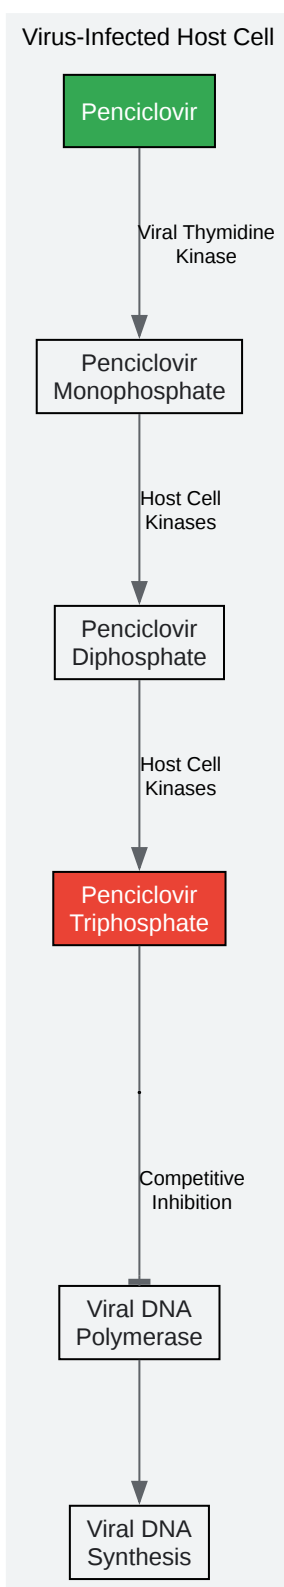 Virus-Infected Host Cell
Penciclovir
Viral Thymidine
Kinase
Penciclovir
Monophosphate
Host Cell
Kinases
Penciclovir
Diphosphate
Host Cell
Kinases
Penciclovir
Triphosphate
Competitive
Inhibition
Viral DNA
Polymerase
Viral DNA
Synthesis